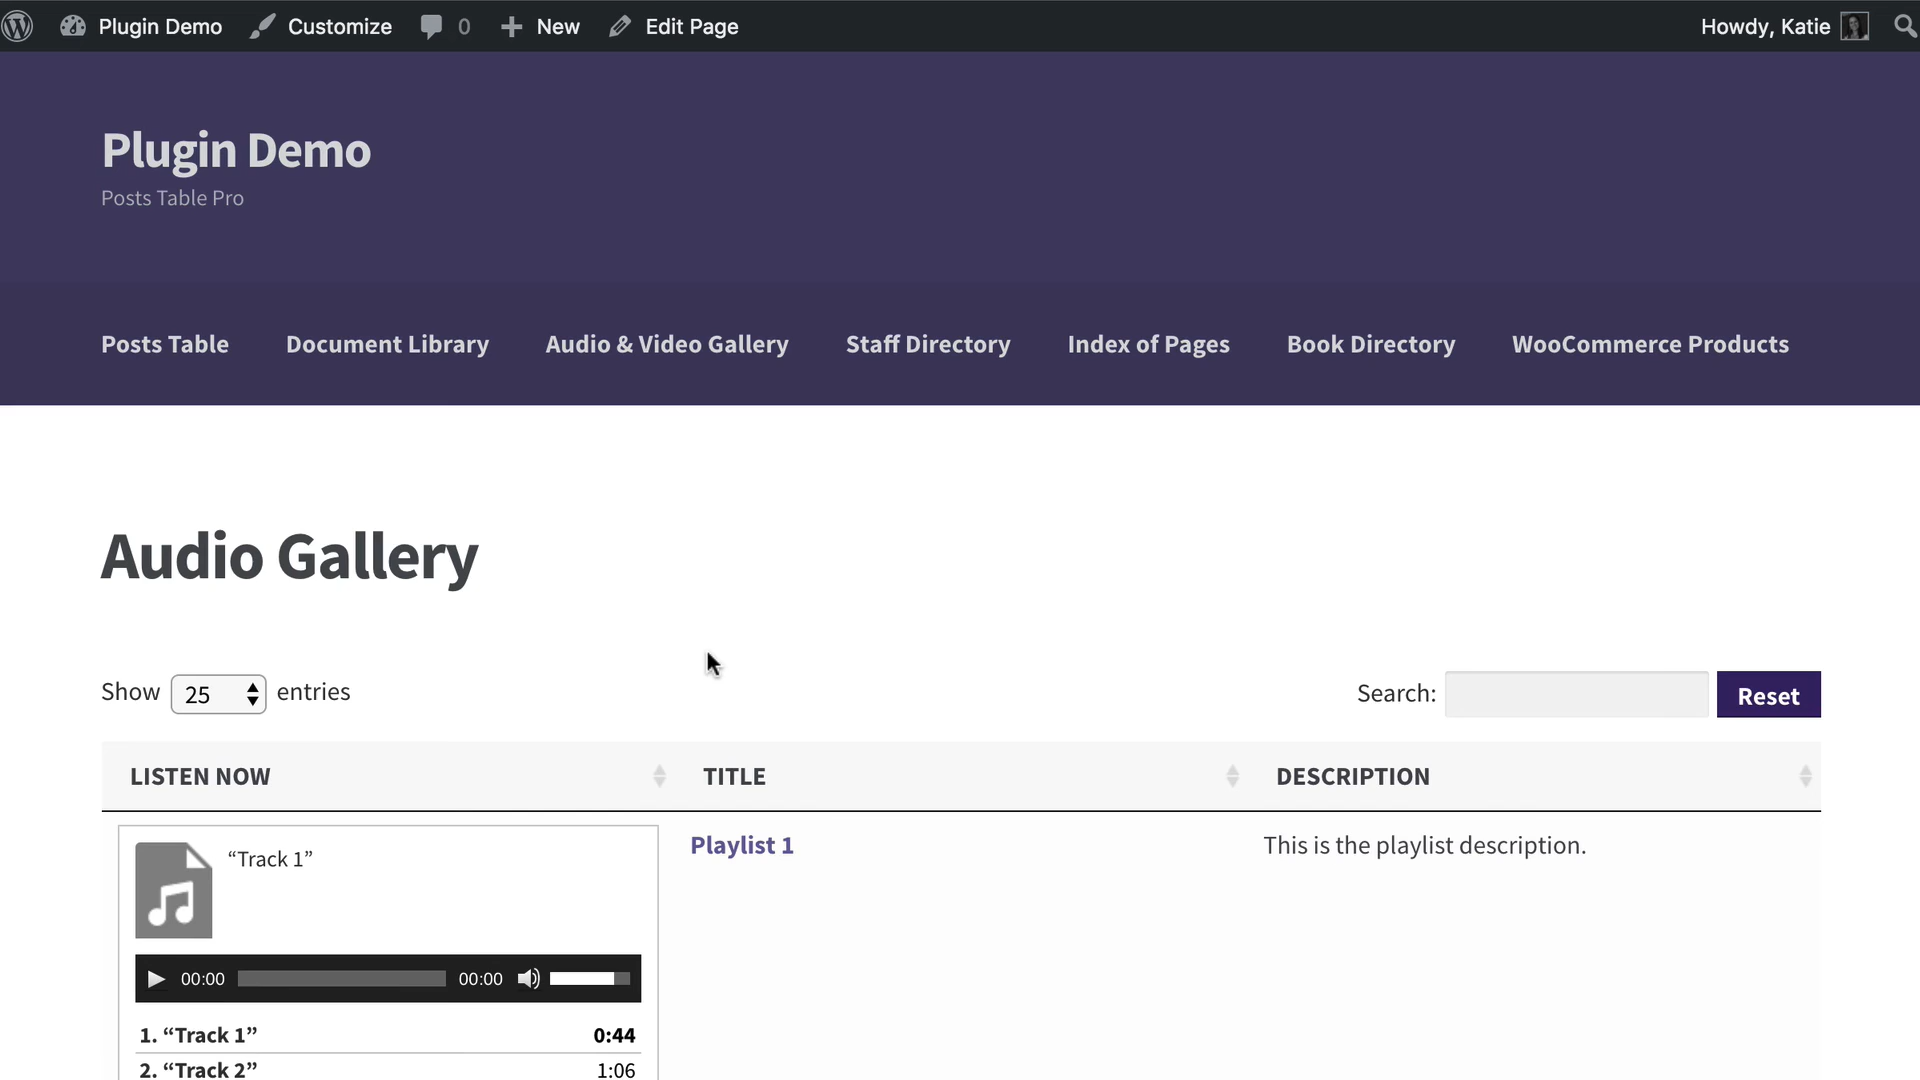 Plugin Demo Customize 0 New Edit Page Howdy, Katie
Plugin Demo
Posts Table Pro
Posts Table Document Library Audio & Video Gallery Staff Directory Index of Pages Book Directory WooCommerce Products
Audio Gallery
Show 25 entries Search: Reset
LISTEN NOW TITLE DESCRIPTION
“Track 1” Playlist 1 This is the playlist description.
00:00 00:00
1. “Track 1” 0:44
2. “Track 2” 1:06